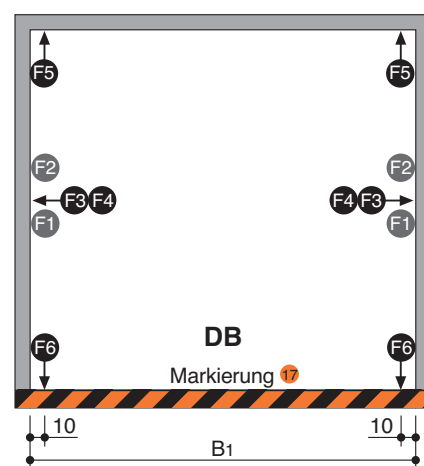 F5 F5
F2 F2
F3 F4 F4 F3
F1 F1
F6 F6
DB
Markierung 17
10 10
B1